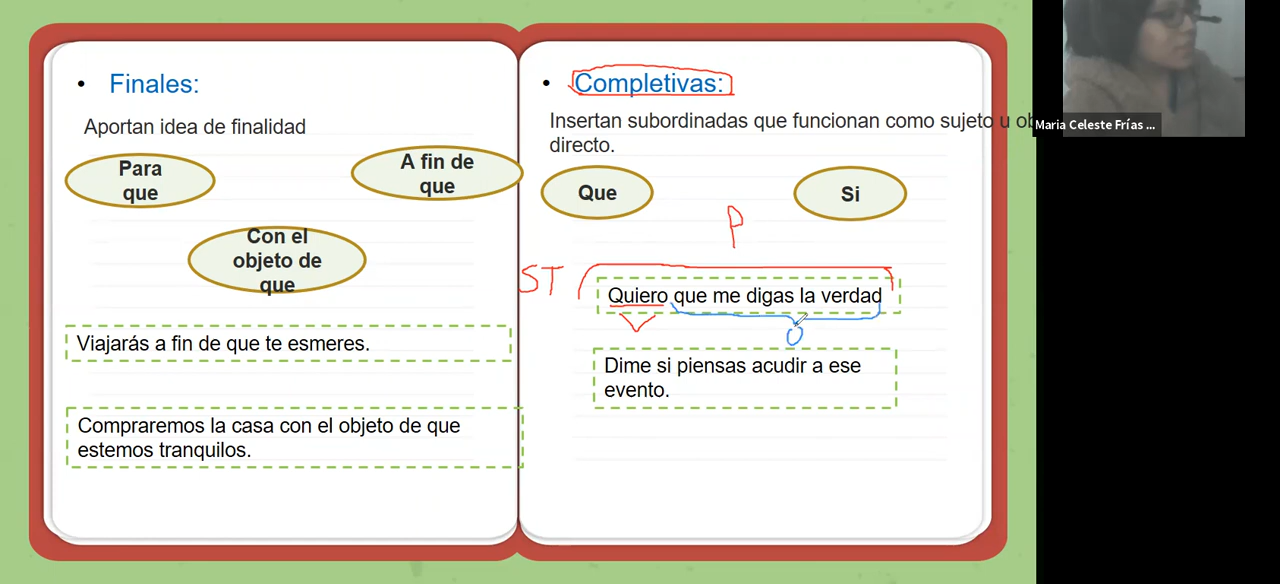 • Finales:
Aportan idea de finalidad
Para
que
A fin de
que
Con el
objeto de
que
Viajarás a fin de que te esmeres.
Compraremos la casa con el objeto de que
estemos tranquilos.
• Completivas:
Insertan subordinadas que funcionan como sujeto u
directo.
Que
Si
P
ST
Quiero que me digas la verdad
V
O
Dime si piensas acudir a ese
evento.
Maria Celeste Frías ...